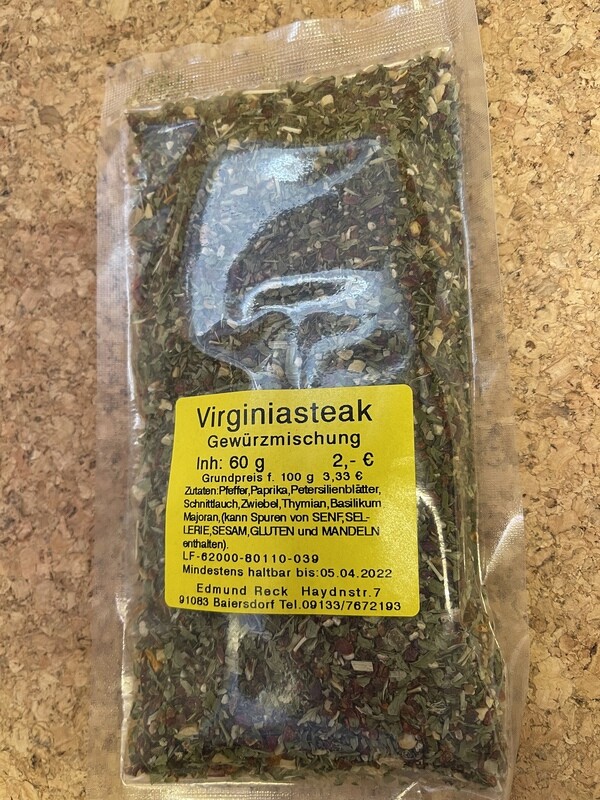 Virginiasteak
Gewürzmischung
Inh: 60 g 2,- €
Grundpreis f. 100 g 3,33 €
Zutaten:Pfeffer,Paprika,Petersilienblätter,
Schnittlauch,Zwiebel,Thymian,Basilikum
Majoran,(kann Spuren von SENF,SEL-
LERIE,SESAM,GLUTEN und MANDELN
enthalten).
LF-62000-80110-039
Mindestens haltbar bis:05.04.2022
Edmund Reck Haydnstr.7
91083 Baiersdorf Tel.09133/7672193